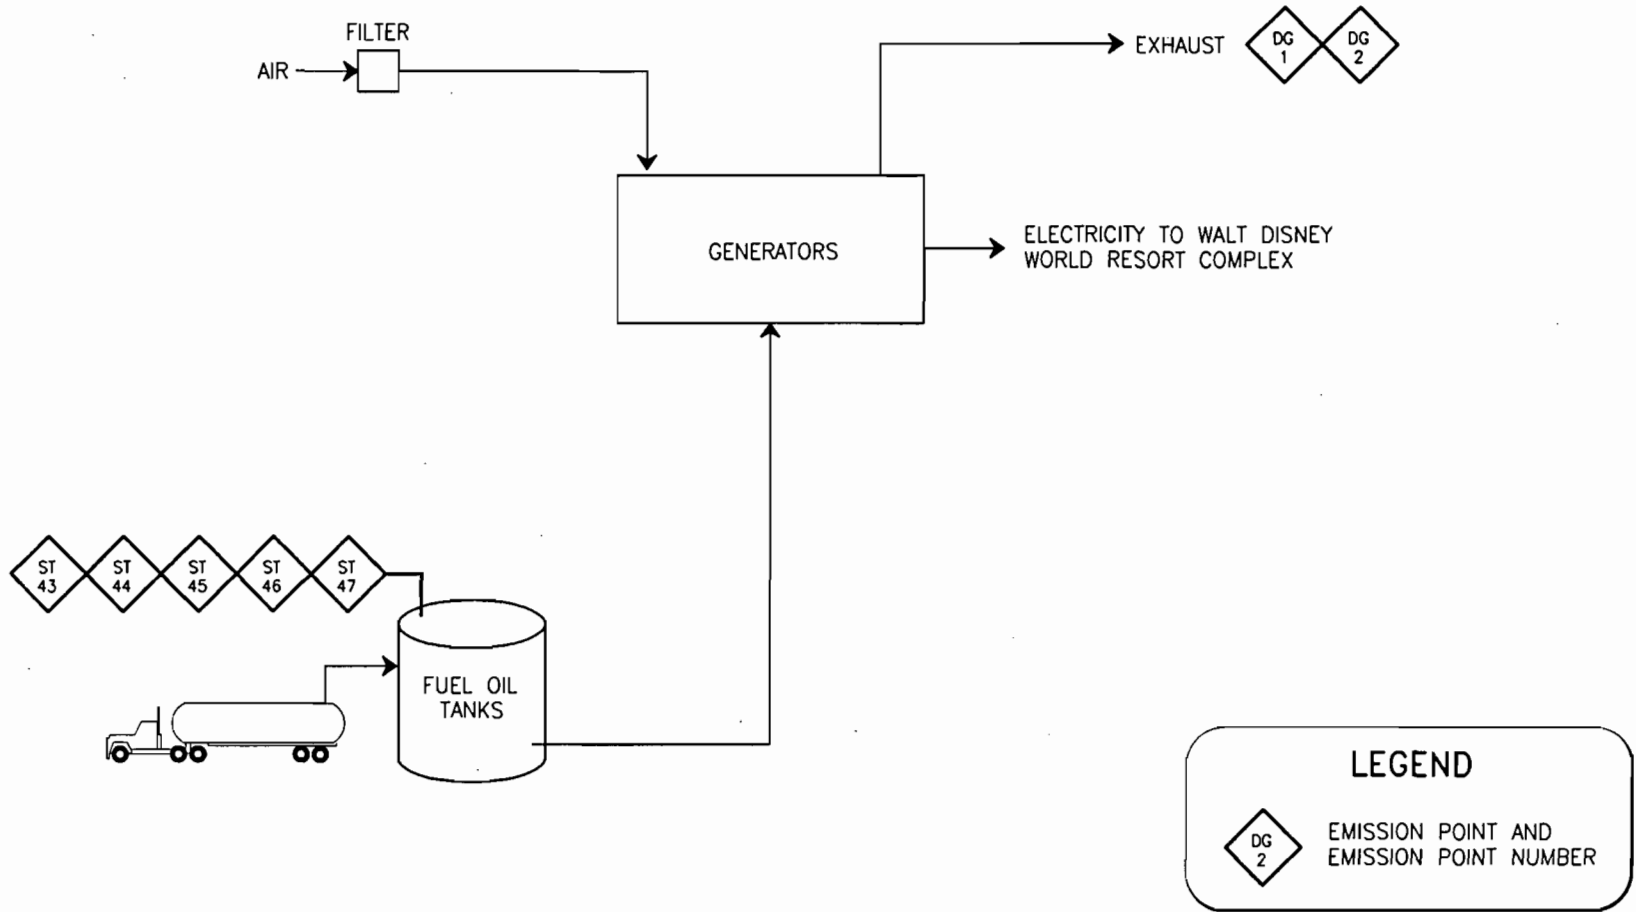 FILTER
AIR
EXHAUST
DG
1
DG
2
GENERATORS
ELECTRICITY TO WALT DISNEY
WORLD RESORT COMPLEX
ST
43
ST
44
ST
45
ST
46
ST
47
FUEL OIL
TANKS
LEGEND
DG
2
EMISSION POINT AND
EMISSION POINT NUMBER